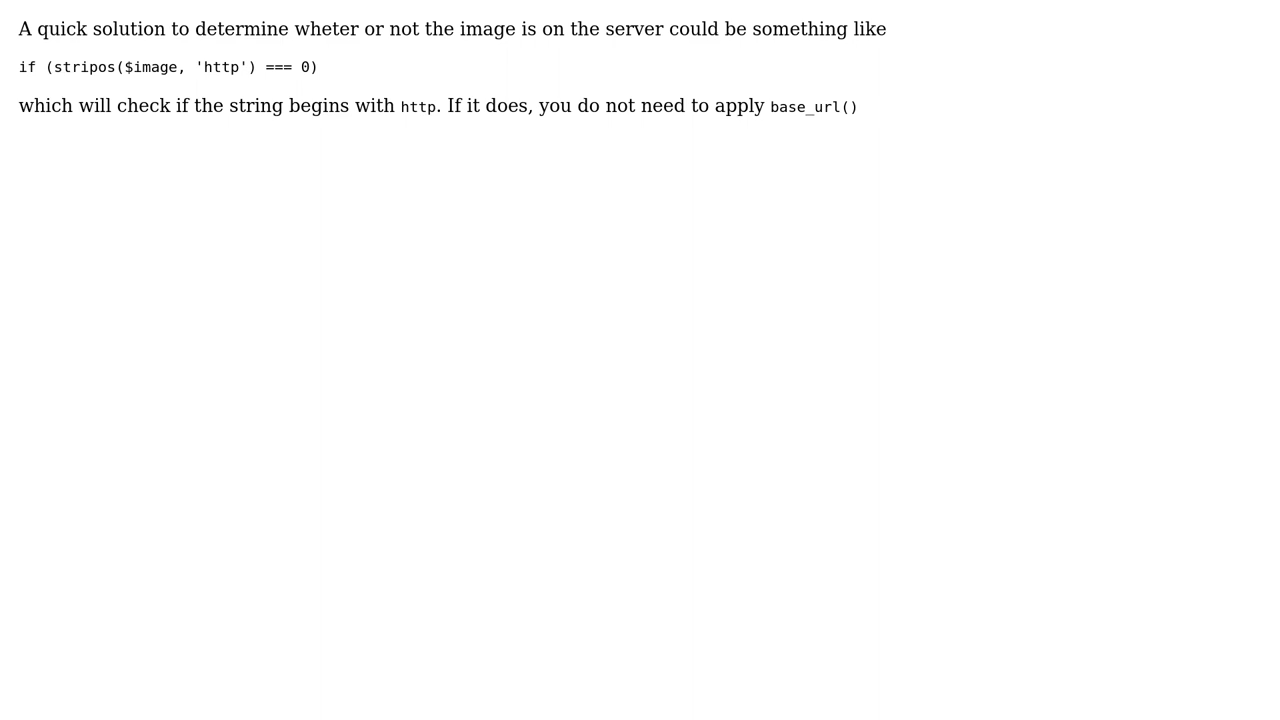 A quick solution to determine wheter or not the image is on the server could be something like
if (stripos($image, 'http') === 0)
which will check if the string begins with http. If it does, you do not need to apply base_url()